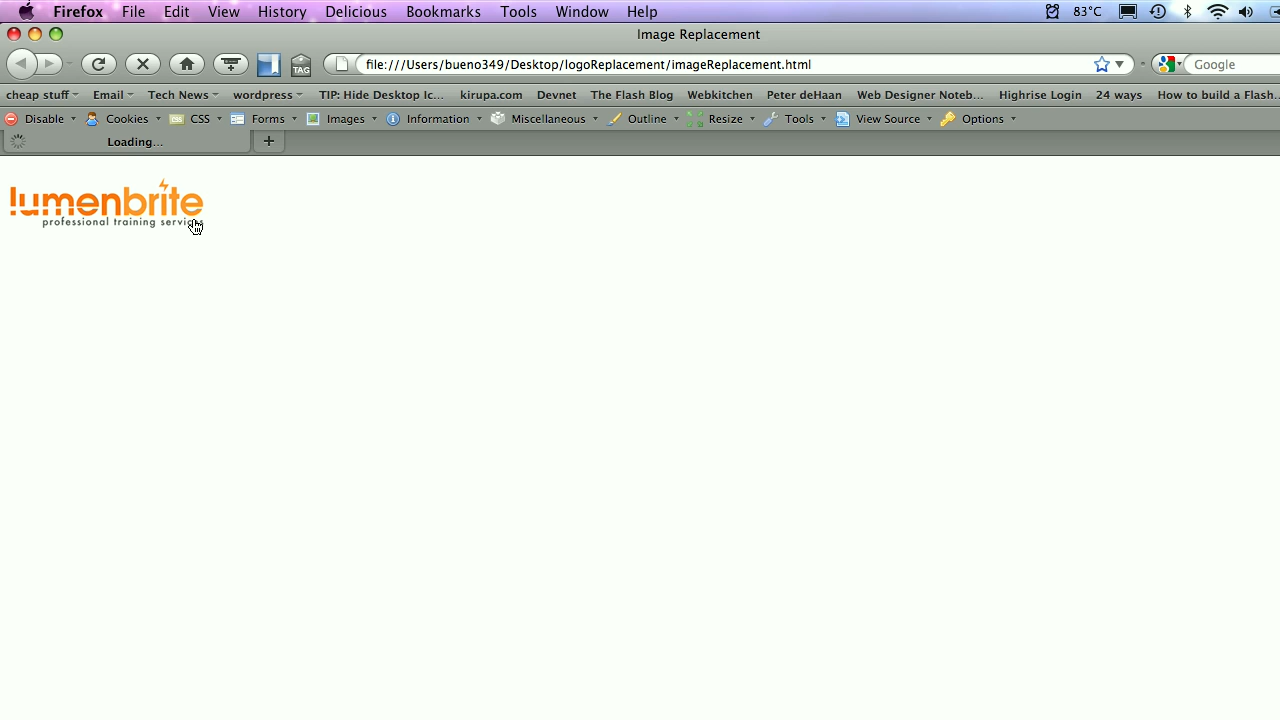 Firefox File Edit View History Delicious Bookmarks Tools Window Help 83°C
Image Replacement
TAG file:///Users/bueno349/Desktop/logoReplacement/imageReplacement.html Google
cheap stuff Email Tech News wordpress TIP: Hide Desktop Ic... kirupa.com Devnet The Flash Blog Webkitchen Peter deHaan Web Designer Noteb... Highrise Login 24 ways How to build a Flash...
Disable Cookies CSS Forms Images Information Miscellaneous Outline Resize Tools View Source Options
Loading...
lumenbrite
professional training services